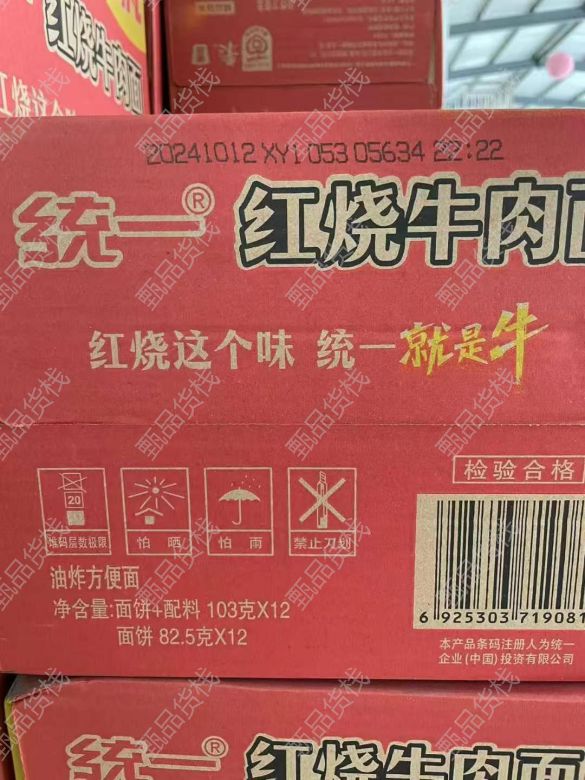 红烧牛肉面
红烧这个味
20241012 XY1 053 05634 22:22
统一® 红烧牛肉面
红烧这个味 统一就是牛
检验合格
20
堆码层数极限
怕晒
怕雨
禁止刀划
油炸方便面
净含量:面饼+配料 103克X12
面饼 82.5克X12
6 925303 719081
本产品条码注册人为统一
企业(中国)投资有限公司
统一® 红烧牛肉面
甄品货栈